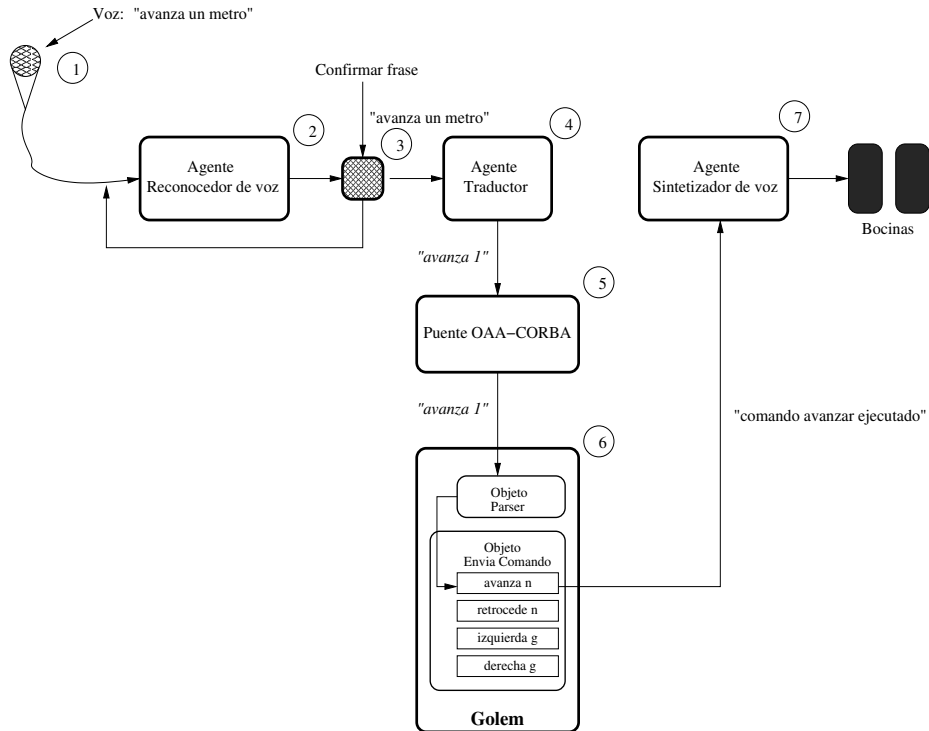 Voz: "avanza un metro"
1
Confirmar frase
"avanza un metro"
2
3
4
7
Agente
Reconocedor de voz
Agente
Traductor
Agente
Sintetizador de voz
Bocinas
"avanza 1"
5
Puente OAA−CORBA
"avanza 1"
"comando avanzar ejecutado"
6
Objeto
Parser
Objeto
Envia Comando
avanza n
retrocede n
izquierda g
derecha g
Golem